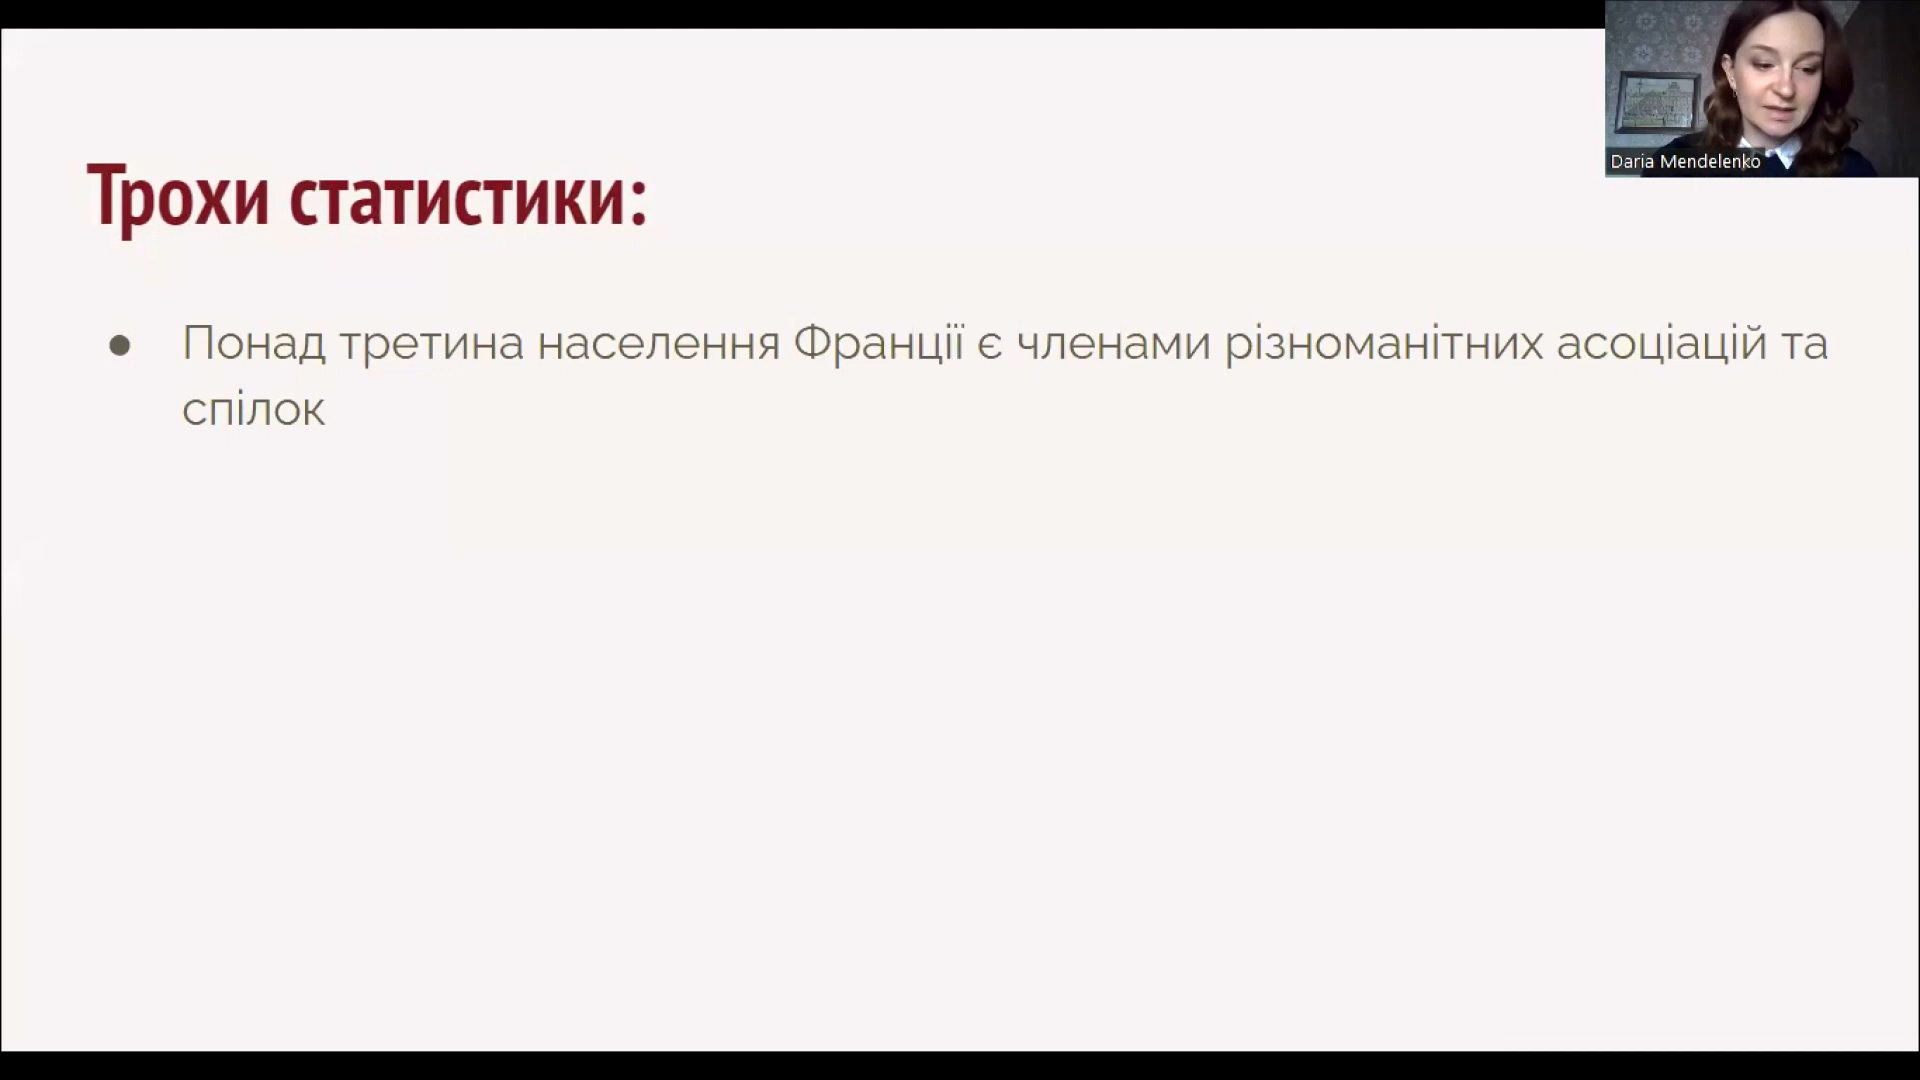 Трохи статистики:
● Понад третина населення Франції є членами різноманітних асоціацій та
спілок
Daria Mendelenko